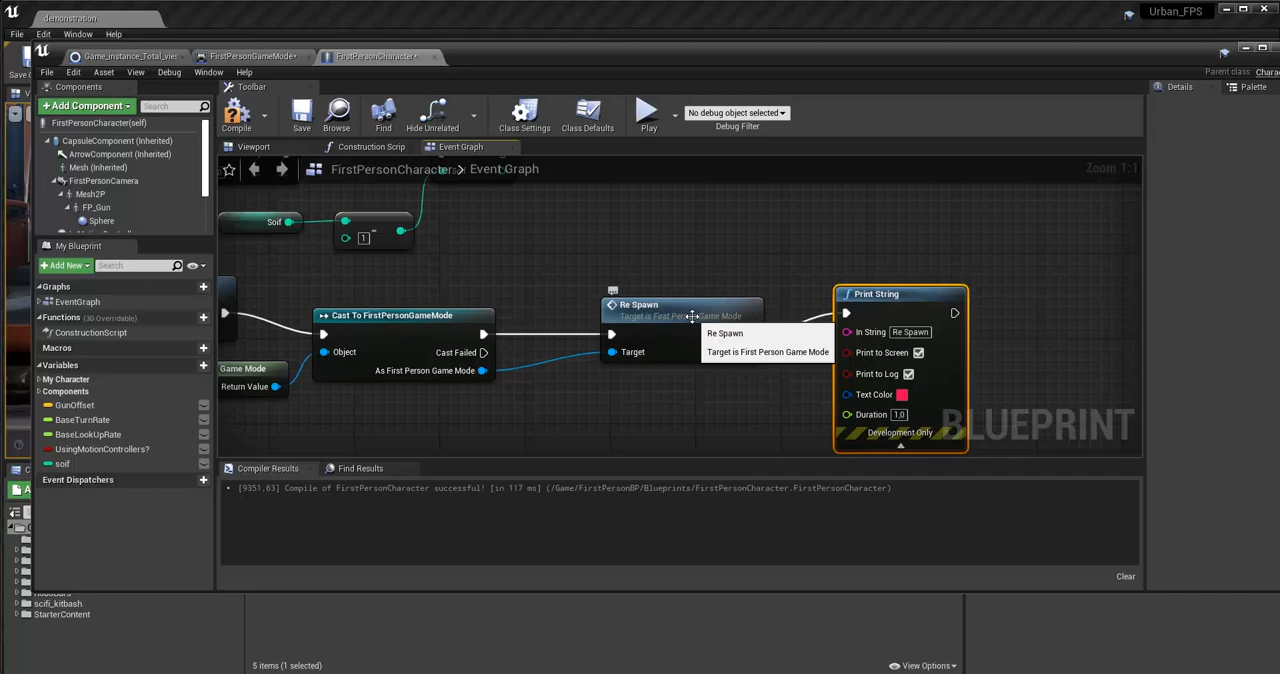 demonstration
Urban_FPS
File Edit Window Help
Game_instance_Total_vie
FirstPersonGameMode*
FirstPersonCharacter*
File Edit Asset View Debug Window Help
Parent class: Charac
Components
Toolbar
Details
Palette
Save C
+ Add Component
Search
Compile
Save
Browse
Find
Hide Unrelated
Class Settings
Class Defaults
Play
No debug object selected
Debug Filter
FirstPersonCharacter(self)
CapsuleComponent (Inherited)
ArrowComponent (Inherited)
Mesh (Inherited)
FirstPersonCamera
Mesh2P
FP_Gun
Sphere
Viewport
Construction Scrip
Event Graph
FirstPersonCharacter
Event Graph
Zoom 1:1
My Blueprint
+ Add New
Search
Graphs
EventGraph
Functions (30 Overridable)
ConstructionScript
Macros
Variables
My Character
Components
GunOffset
BaseTurnRate
BaseLookUpRate
UsingMotionControllers?
soif
Event Dispatchers
Soif
1
-
Cast To FirstPersonGameMode
Object
Cast Failed
As First Person Game Mode
Game Mode
Return Value
Re Spawn
Target is First Person Game Mode
Target
Re Spawn
Target is First Person Game Mode
Print String
In String Re Spawn
Print to Screen
Print to Log
Text Color
Duration 1,0
Development Only
BLUEPRINT
Compiler Results
Find Results
[9351,63] Compile of FirstPersonCharacter successful! [in 117 ms] (/Game/FirstPersonBP/Blueprints/FirstPersonCharacter.FirstPersonCharacter)
Clear
scifi_kitbash
StarterContent
5 items (1 selected)
View Options